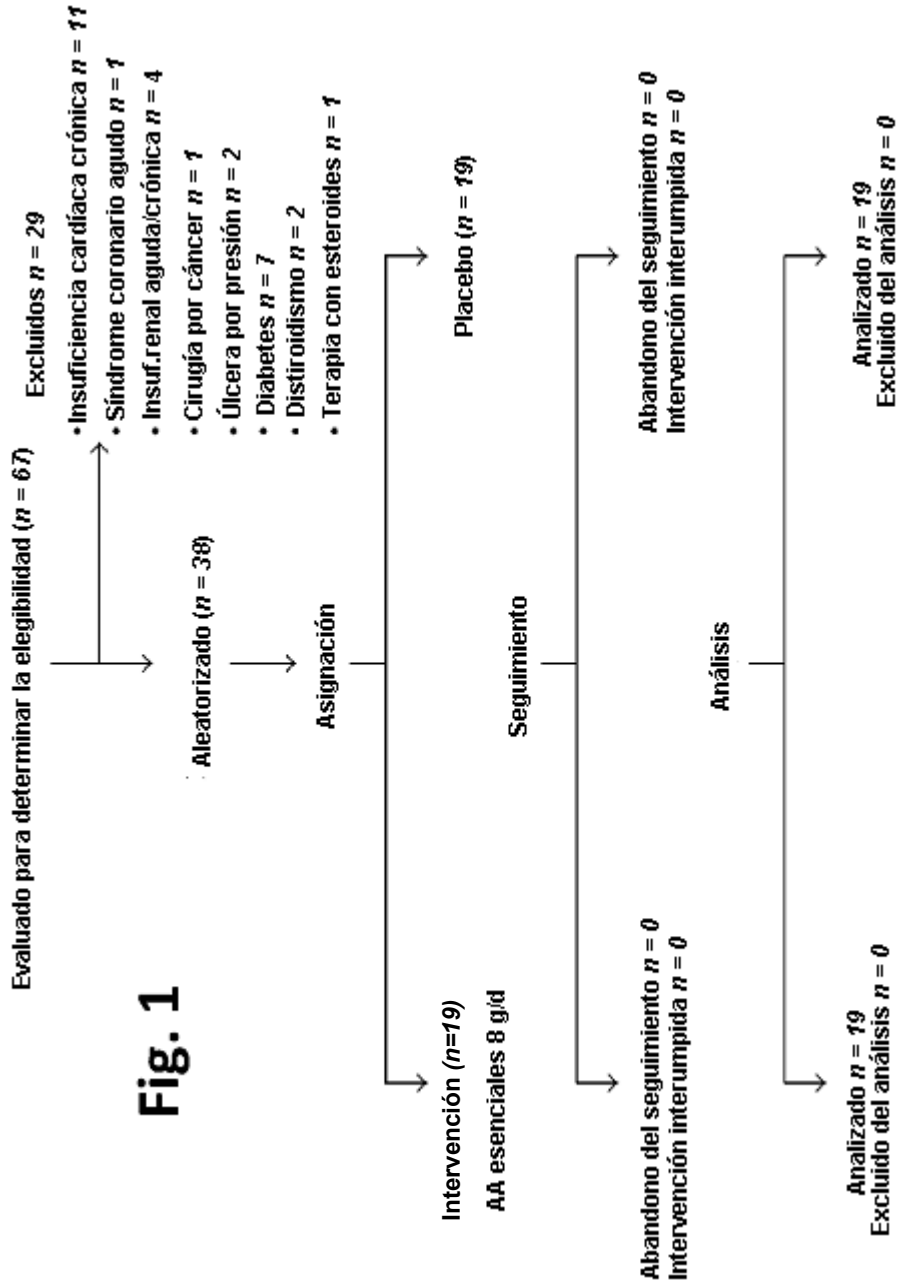 Fig. 1
Evaluado para determinar la elegibilidad (n = 67)
Excluidos n = 29
• Insuficiencia cardíaca crónica n = 11
• Síndrome coronario agudo n = 1
• Insuf.renal aguda/crónica n = 4
• Cirugía por cáncer n = 1
• Úlcera por presión n = 2
• Diabetes n = 7
• Distiroidismo n = 2
• Terapia con esteroides n = 1
Aleatorizado (n = 38)
Asignación
Intervención (n=19)
AA esenciales 8 g/d
Placebo (n = 19)
Seguimiento
Abandono del seguimiento n = 0
Intervención interumpida n = 0
Abandono del seguimiento n = 0
Intervención interumpida n = 0
Análisis
Analizado n = 19
Excluido del análisis n = 0
Analizado n = 19
Excluido del análisis n = 0